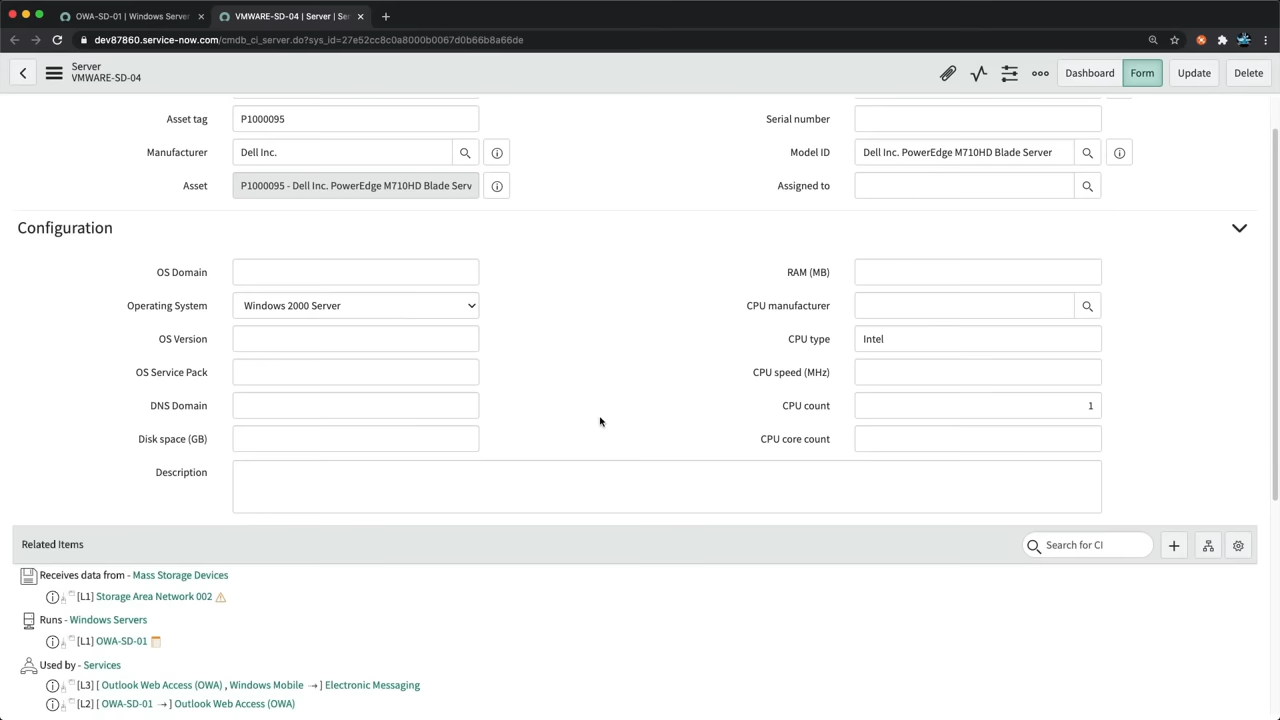 OWA-SD-01 | Windows Server
VMWARE-SD-04 | Server | Se
dev87860.service-now.com/cmdb_ci_server.do?sys_id=27e52cc8c0a8000b0067d0b66b8a66de
Server
VMWARE-SD-04
Dashboard
Form
Update
Delete
Asset tag
P1000095
Serial number
Manufacturer
Dell Inc.
Model ID
Dell Inc. PowerEdge M710HD Blade Server
Asset
P1000095 - Dell Inc. PowerEdge M710HD Blade Serv
Assigned to
Configuration
OS Domain
RAM (MB)
Operating System
Windows 2000 Server
CPU manufacturer
OS Version
CPU type
Intel
OS Service Pack
CPU speed (MHz)
DNS Domain
CPU count
1
Disk space (GB)
CPU core count
Description
Related Items
Search for CI
Receives data from - Mass Storage Devices
[L1] Storage Area Network 002
Runs - Windows Servers
[L1] OWA-SD-01
Used by - Services
[L3] [ Outlook Web Access (OWA) , Windows Mobile → ] Electronic Messaging
[L2] [ OWA-SD-01 → ] Outlook Web Access (OWA)